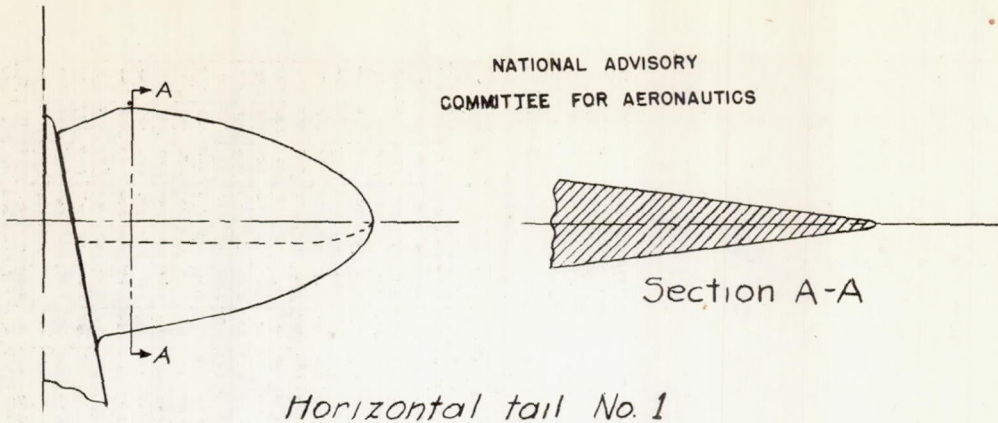 NATIONAL ADVISORY
COMMITTEE FOR AERONAUTICS
A
A
Section A-A
Horizontal tail No. 1